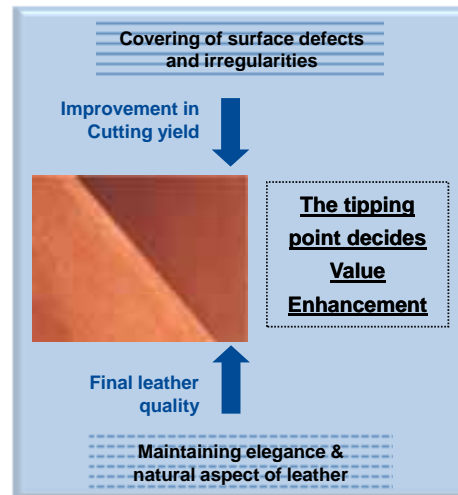 Covering of surface defects
and irregularities
Improvement in
Cutting yield
The tipping
point decides
Value
Enhancement
Final leather
quality
Maintaining elegance &
natural aspect of leather